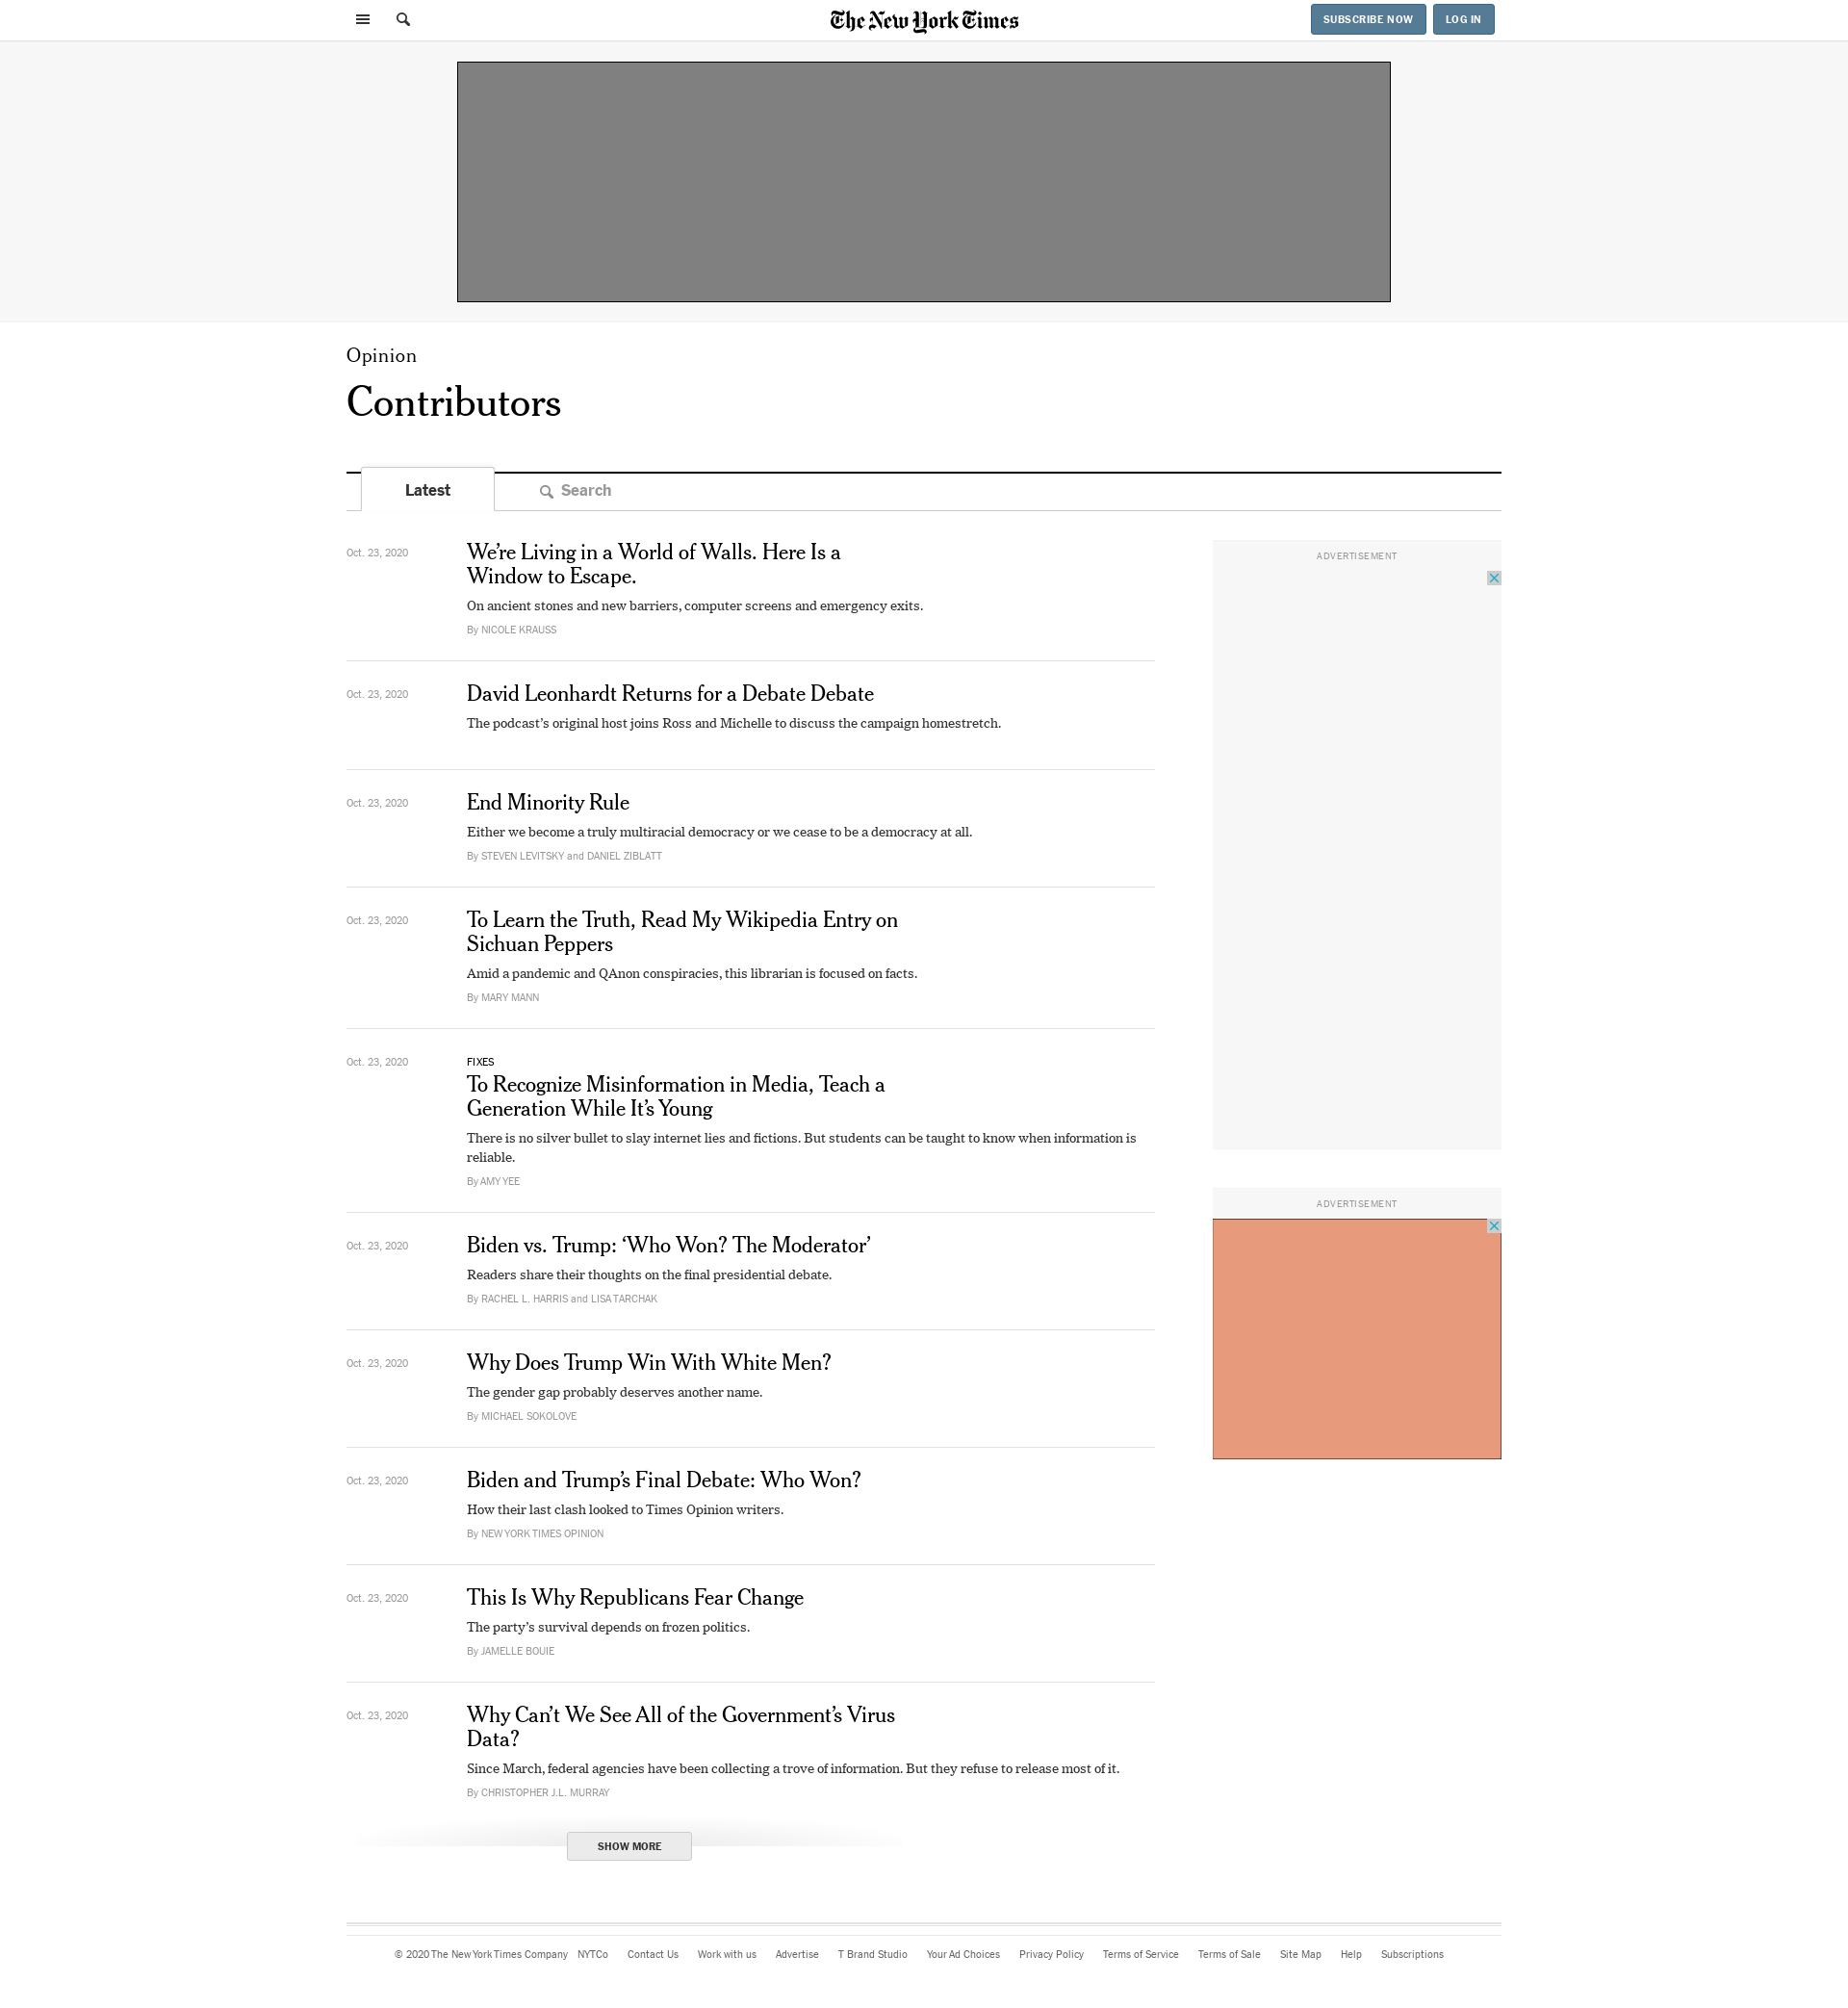 The New York Times
SUBSCRIBE NOW
LOG IN
Opinion
Contributors
Latest
Search
Oct. 23, 2020
We’re Living in a World of Walls. Here Is a
Window to Escape.
On ancient stones and new barriers, computer screens and emergency exits.
By NICOLE KRAUSS
Oct. 23, 2020
David Leonhardt Returns for a Debate Debate
The podcast’s original host joins Ross and Michelle to discuss the campaign homestretch.
Oct. 23, 2020
End Minority Rule
Either we become a truly multiracial democracy or we cease to be a democracy at all.
By STEVEN LEVITSKY and DANIEL ZIBLATT
Oct. 23, 2020
To Learn the Truth, Read My Wikipedia Entry on
Sichuan Peppers
Amid a pandemic and QAnon conspiracies, this librarian is focused on facts.
By MARY MANN
Oct. 23, 2020
FIXES
To Recognize Misinformation in Media, Teach a
Generation While It’s Young
There is no silver bullet to slay internet lies and fictions. But students can be taught to know when information is
reliable.
By AMY YEE
Oct. 23, 2020
Biden vs. Trump: ‘Who Won? The Moderator’
Readers share their thoughts on the final presidential debate.
By RACHEL L. HARRIS and LISA TARCHAK
Oct. 23, 2020
Why Does Trump Win With White Men?
The gender gap probably deserves another name.
By MICHAEL SOKOLOVE
Oct. 23, 2020
Biden and Trump’s Final Debate: Who Won?
How their last clash looked to Times Opinion writers.
By NEW YORK TIMES OPINION
Oct. 23, 2020
This Is Why Republicans Fear Change
The party’s survival depends on frozen politics.
By JAMELLE BOUIE
Oct. 23, 2020
Why Can’t We See All of the Government’s Virus
Data?
Since March, federal agencies have been collecting a trove of information. But they refuse to release most of it.
By CHRISTOPHER J.L. MURRAY
SHOW MORE
ADVERTISEMENT
ADVERTISEMENT
© 2020 The New York Times Company NYTCo Contact Us Work with us Advertise T Brand Studio Your Ad Choices Privacy Policy Terms of Service Terms of Sale Site Map Help Subscriptions